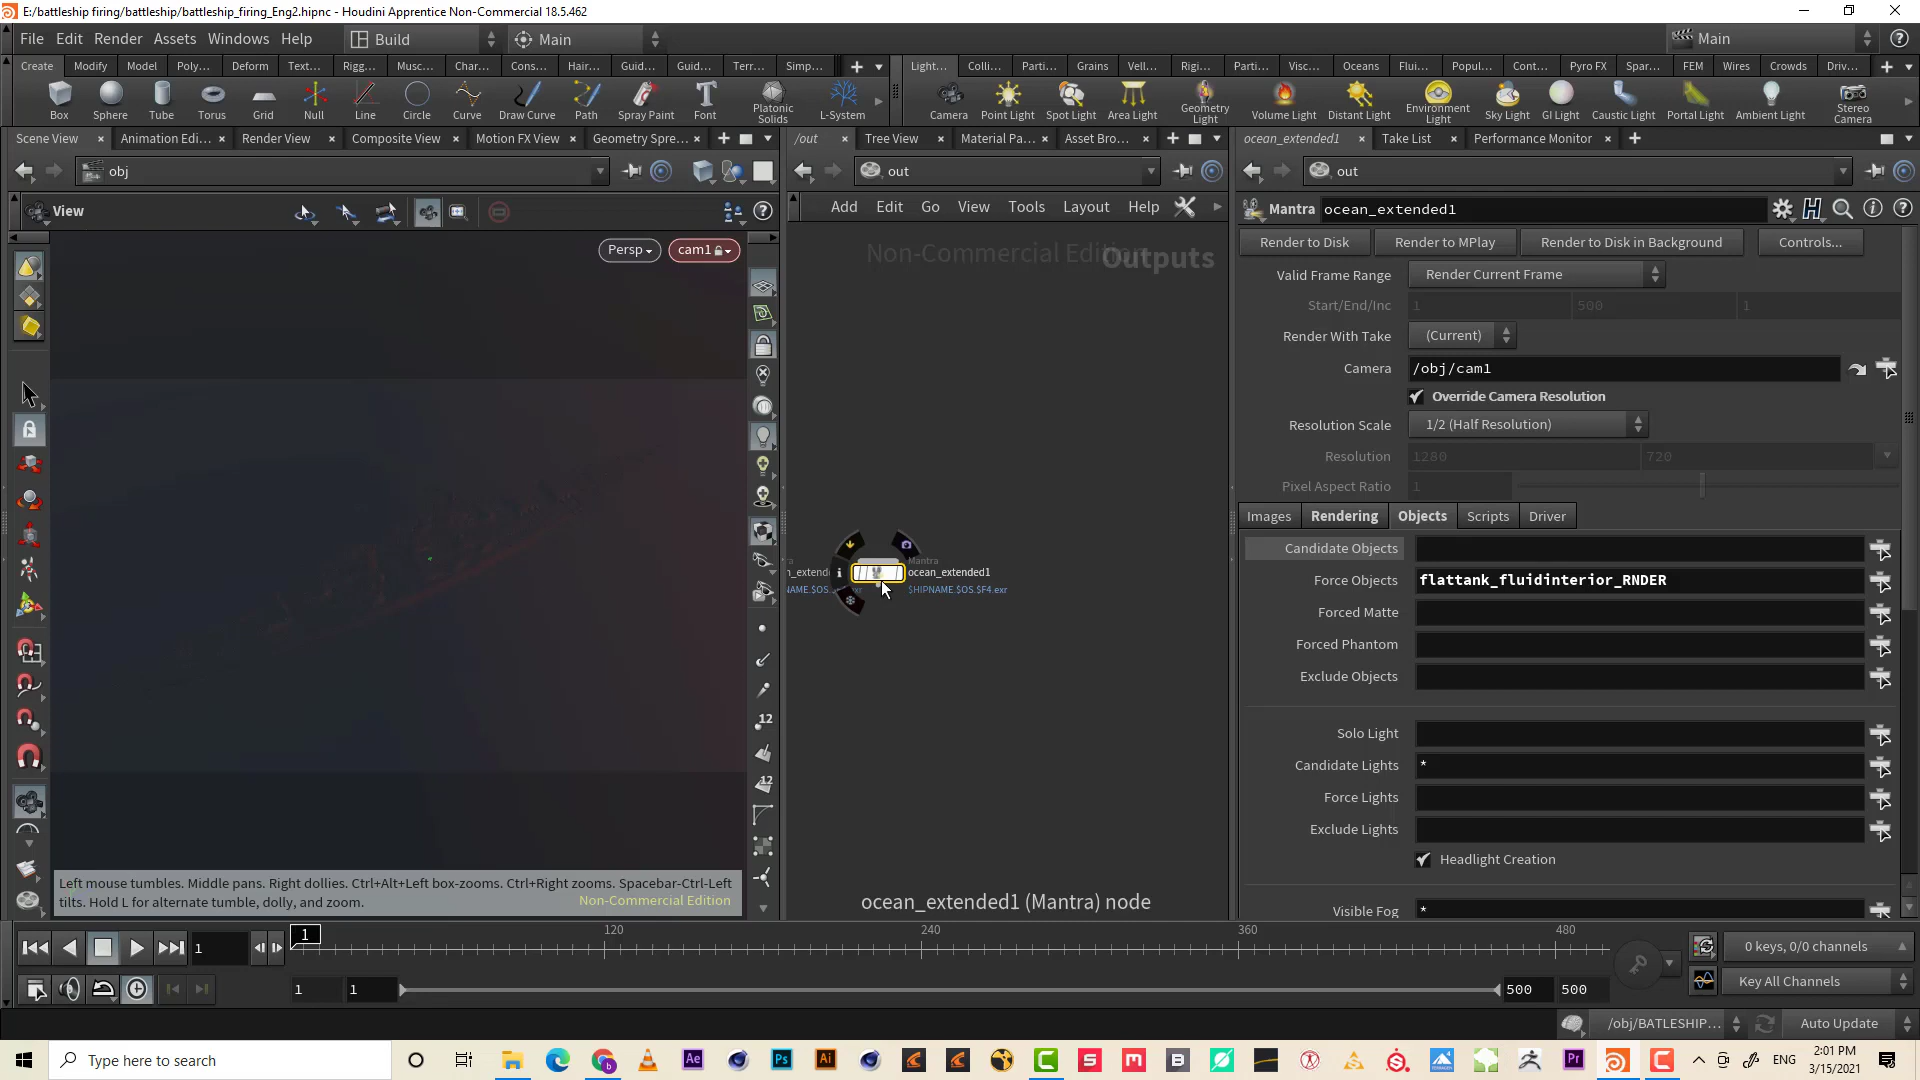 E:/battleship firing/battleship/battleship_firing_Eng2.hipnc - Houdini Apprentice Non-Commercial 18.5.462
File Edit Render Assets Windows Help Build Main Main
Create Modify Model Poly... Deform Text... Rigg... Musc... Char... Cons... Hair... Guid... Guid... Terr... Simp...
Light... Colli... Parti... Grains Vell... Rigi... Parti... Visc... Oceans Flui... Popul... Cont... Pyro FX Spar... FEM Wires Crowds Driv...
Box Sphere Tube Torus Grid Null Line Circle Curve Draw Curve Path Spray Paint Font Platonic Solids L-System
Camera Point Light Spot Light Area Light Geometry Light Volume Light Distant Light Environment Light Sky Light GI Light Caustic Light Portal Light Ambient Light Stereo Camera
Scene View Animation Edi... Render View Composite View Motion FX View Geometry Spre...
/out Tree View Material Pa... Asset Bro...
ocean_extended1 Take List Performance Monitor
obj
out
out
View
Add Edit Go View Tools Layout Help
Mantra ocean_extended1
Persp cam1
Non-Commercial Edition
Outputs
Render to Disk Render to MPlay Render to Disk in Background Controls...
Valid Frame Range Render Current Frame
Start/End/Inc 1 500 1
Render With Take (Current)
Camera /obj/cam1
Override Camera Resolution
Resolution Scale 1/2 (Half Resolution)
Resolution 1280 720
Pixel Aspect Ratio 1
Images Rendering Objects Scripts Driver
Candidate Objects
Force Objects flattank_fluidinterior_RNDER
Forced Matte
Forced Phantom
Exclude Objects
Solo Light
Candidate Lights *
Force Lights
Exclude Lights
Headlight Creation
Visible Fog *
Mantra
n_extende ocean_extended1
NAME.$OS. $HIPNAME.$OS.$F4.exr
12
12
Left mouse tumbles. Middle pans. Right dollies. Ctrl+Alt+Left box-zooms. Ctrl+Right zooms. Spacebar-Ctrl-Left
tilts. Hold L for alternate tumble, dolly, and zoom. Non-Commercial Edition
ocean_extended1 (Mantra) node
1 1 120 240 360 480
0 keys, 0/0 channels
1 1 500 500
Key All Channels
/obj/BATLESHIP... Auto Update
Type here to search
ENG
2:01 PM
3/15/2021